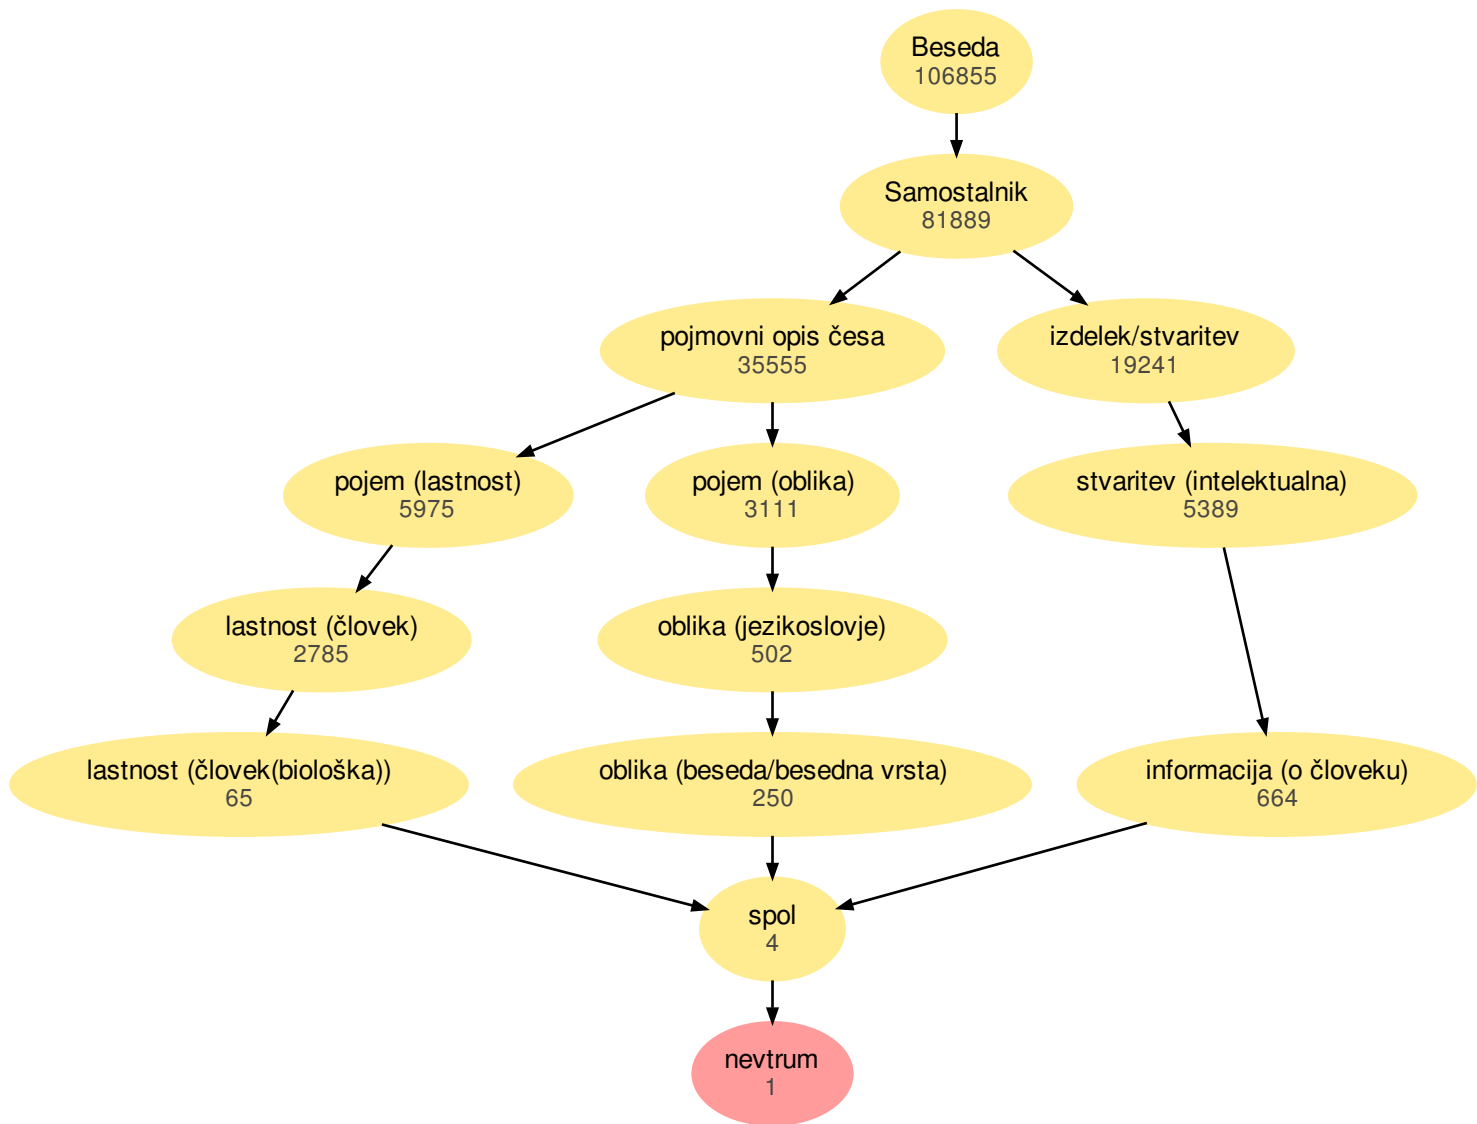 Beseda
106855
Samostalnik
81889
pojmovni opis česa
35555
izdelek/stvaritev
19241
pojem (lastnost)
5975
pojem (oblika)
3111
stvaritev (intelektualna)
5389
lastnost (človek)
2785
oblika (jezikoslovje)
502
lastnost (človek(biološka))
65
oblika (beseda/besedna vrsta)
250
informacija (o človeku)
664
spol
4
nevtrum
1